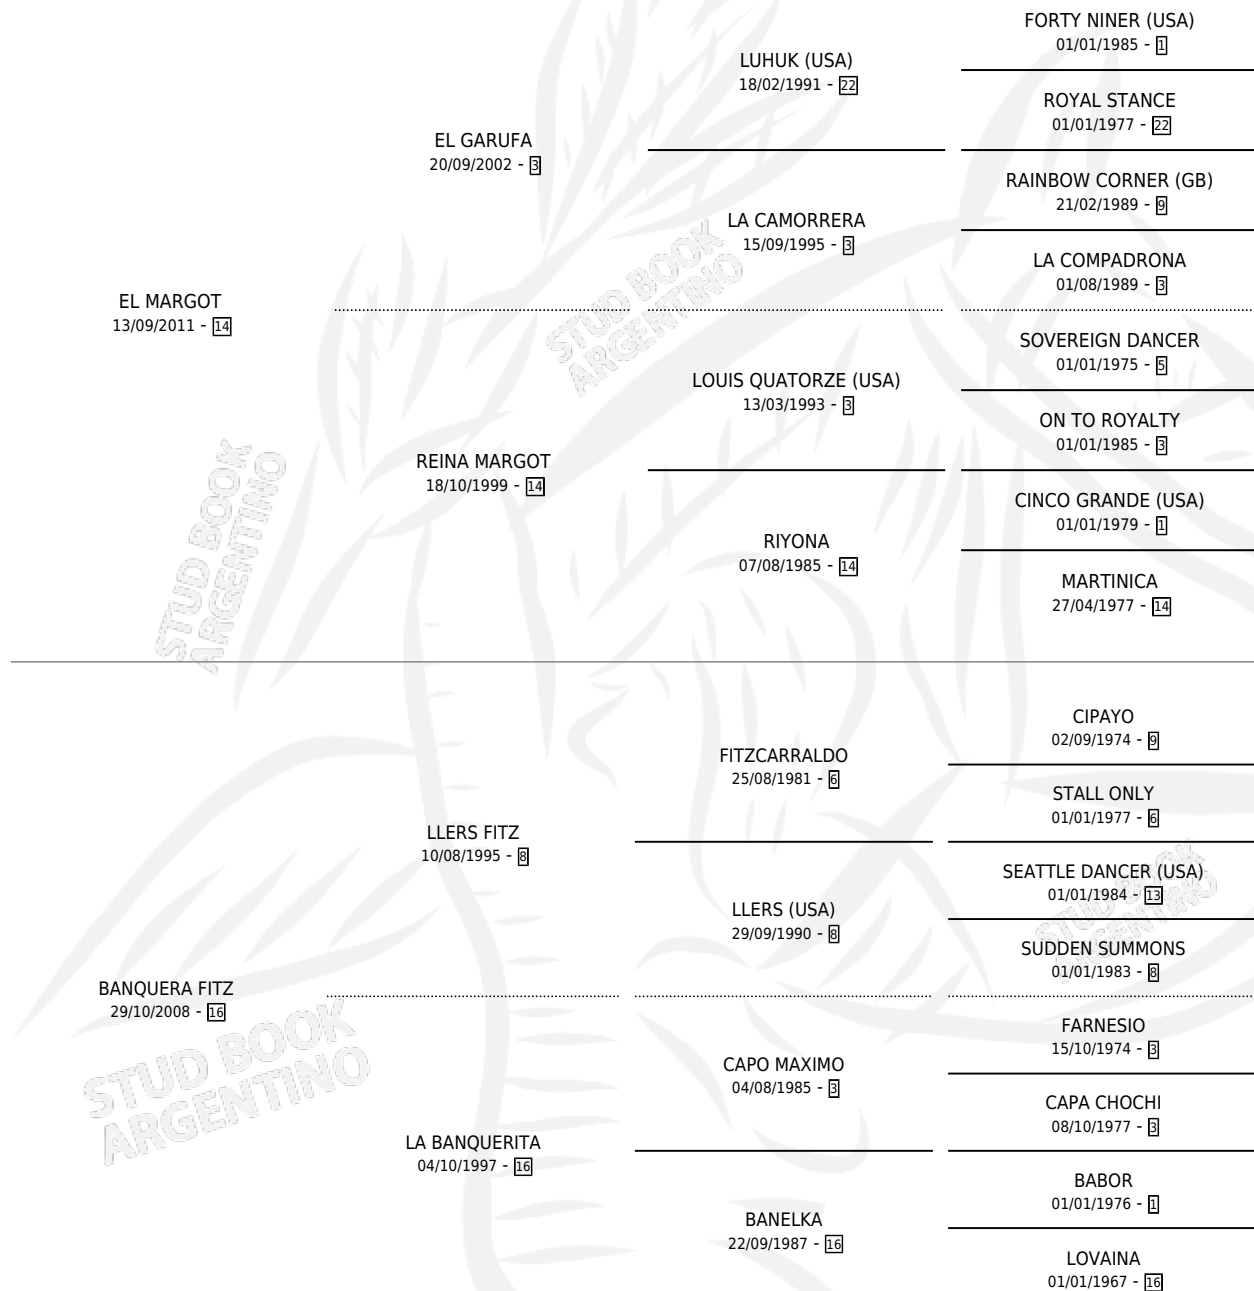 FORTY NINER (USA)
01/01/1985 - 1
LUHUK (USA)
18/02/1991 - 22
ROYAL STANCE
01/01/1977 - 22
EL GARUFA
20/09/2002 - 3
RAINBOW CORNER (GB)
21/02/1989 - 9
LA CAMORRERA
15/09/1995 - 3
LA COMPADRONA
01/08/1989 - 3
EL MARGOT
13/09/2011 - 14
SOVEREIGN DANCER
01/01/1975 - 5
LOUIS QUATORZE (USA)
13/03/1993 - 3
ON TO ROYALTY
01/01/1985 - 3
REINA MARGOT
18/10/1999 - 14
CINCO GRANDE (USA)
01/01/1979 - 1
RIYONA
07/08/1985 - 14
MARTINICA
27/04/1977 - 14
CIPAYO
02/09/1974 - 9
FITZCARRALDO
25/08/1981 - 6
STALL ONLY
01/01/1977 - 6
LLERS FITZ
10/08/1995 - 8
SEATTLE DANCER (USA)
01/01/1984 - 13
LLERS (USA)
29/09/1990 - 8
SUDDEN SUMMONS
01/01/1983 - 8
BANQUERA FITZ
29/10/2008 - 16
FARNESIO
15/10/1974 - 3
CAPO MAXIMO
04/08/1985 - 3
CAPA CHOCHI
08/10/1977 - 3
LA BANQUERITA
04/10/1997 - 16
BABOR
01/01/1976 - 1
BANELKA
22/09/1987 - 16
LOVAINA
01/01/1967 - 16
STUD BOOK
ARGENTINO
STUD BOOK
ARGENTINO
STUD BOOK
ARGENTINO
STUD BOOK
ARGENTINO